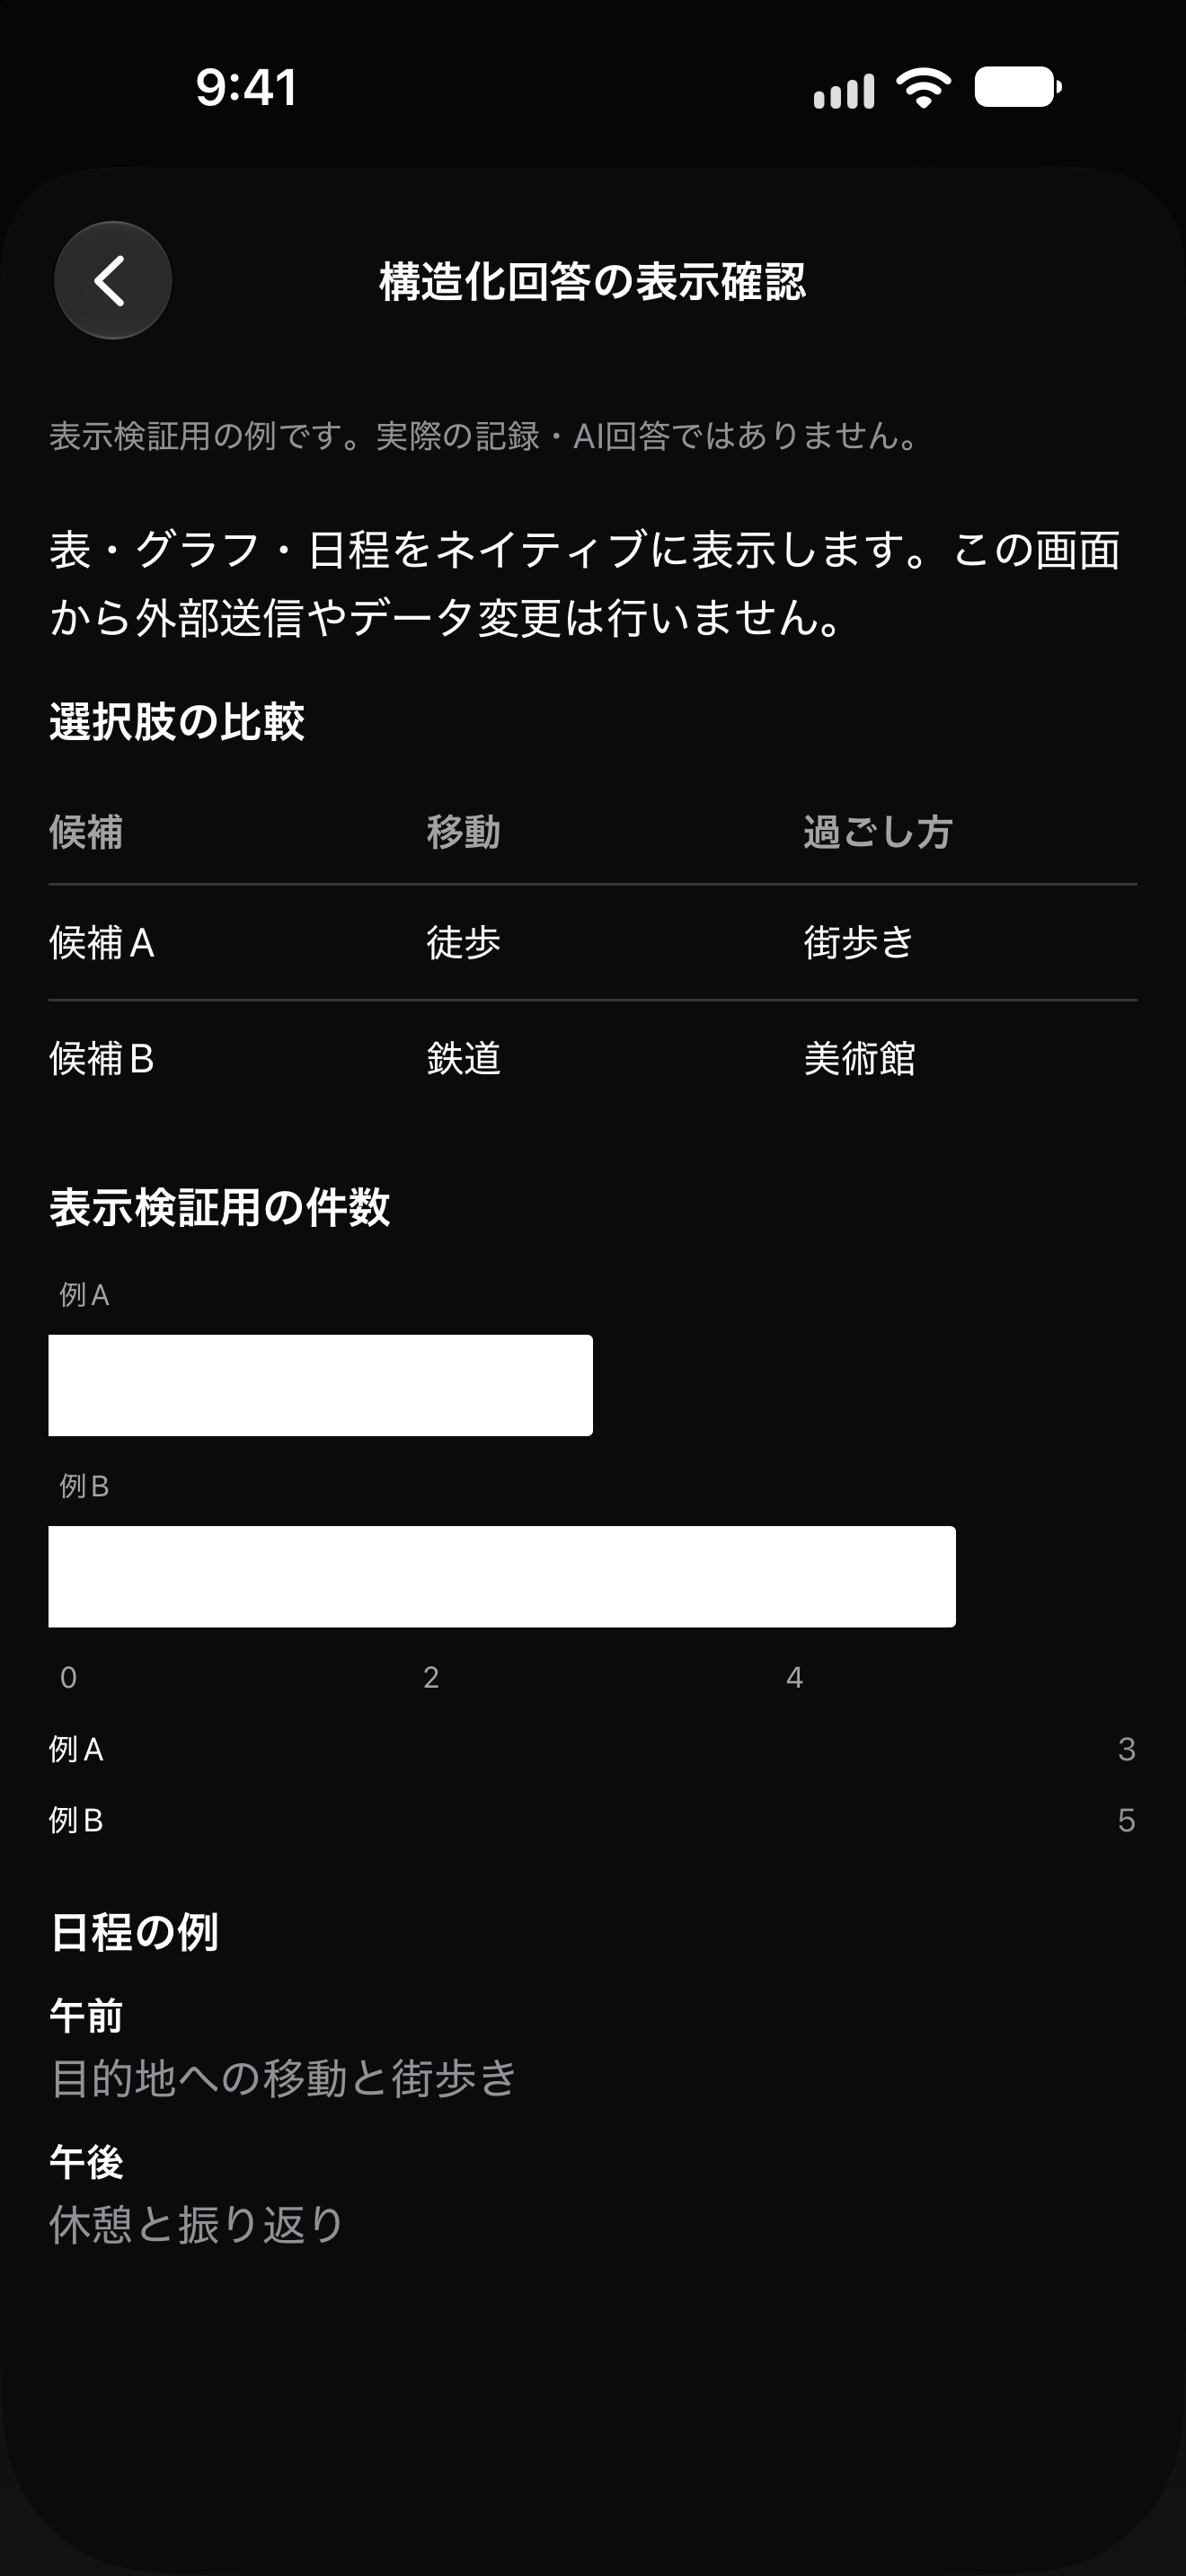 9:41
構造化回答の表示確認
表示検証用の例です。実際の記録・AI回答ではありません。
表・グラフ・日程をネイティブに表示します。この画面
から外部送信やデータ変更は行いません。
選択肢の比較
候補 移動 過ごし方
候補A 徒歩 街歩き
候補B 鉄道 美術館
表示検証用の件数
例A
例B
0 2 4
例A 3
例B 5
日程の例
午前
目的地への移動と街歩き
午後
休憩と振り返り